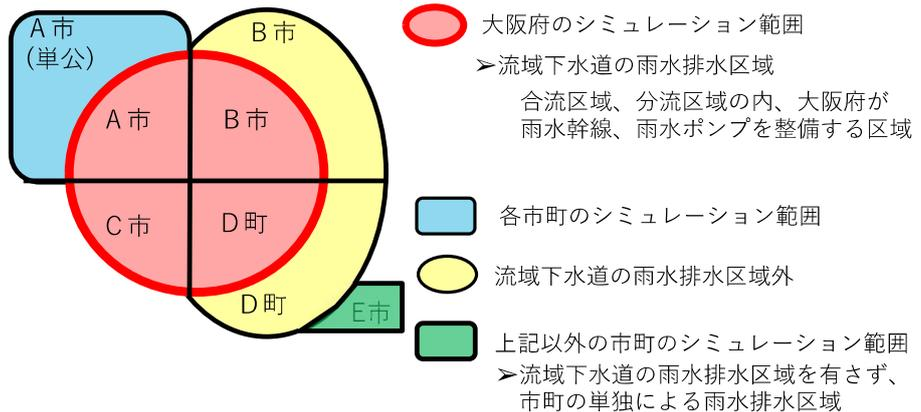 A市
(単公)
B市
A市
B市
C市
D町
D町
E市
大阪府のシミュレーション範囲
➢流域下水道の雨水排水区域
合流区域、分流区域の内、大阪府が
雨水幹線、雨水ポンプを整備する区域
各市町のシミュレーション範囲
流域下水道の雨水排水区域外
上記以外の市町のシミュレーション範囲
➢流域下水道の雨水排水区域を有さず、
市町の単独による雨水排水区域